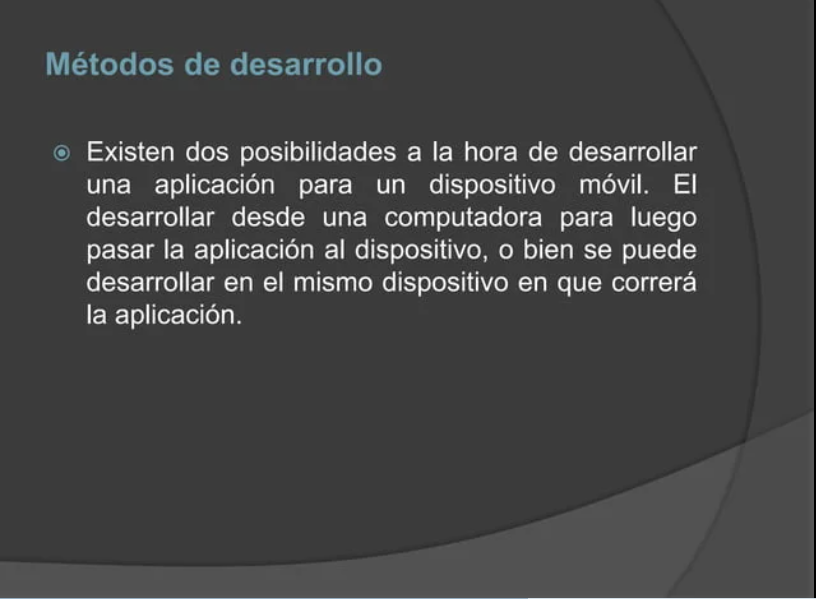 Métodos de desarrollo
Existen dos posibilidades a la hora de desarrollar
una aplicación para un dispositivo móvil. El
desarrollar desde una computadora para luego
pasar la aplicación al dispositivo, o bien se puede
desarrollar en el mismo dispositivo en que correrá
la aplicación.